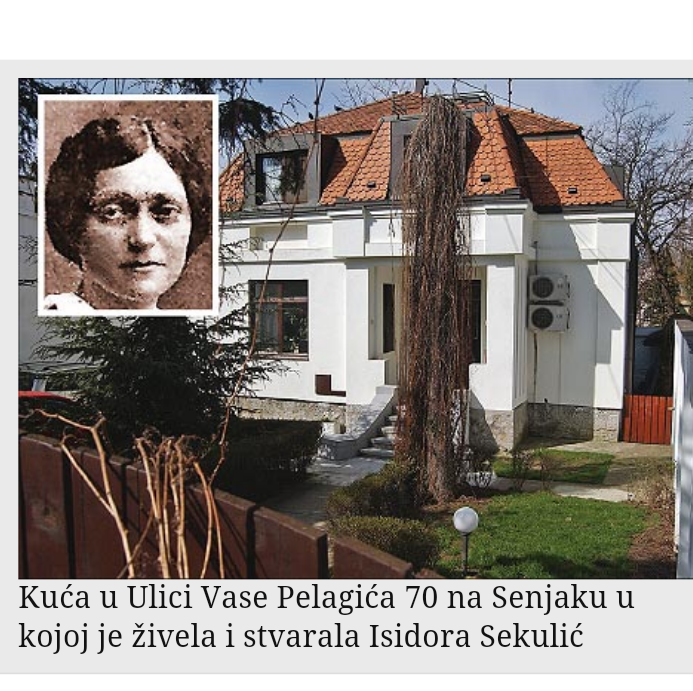 Kuća u Ulici Vase Pelagića 70 na Senjaku u
kojoj je živela i stvarala Isidora Sekulić